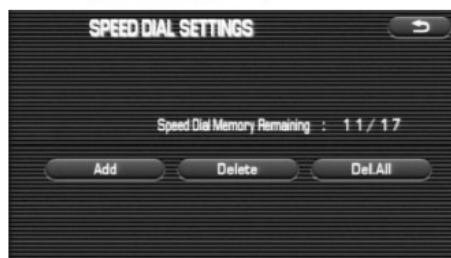 SPEED DIAL SETTINGS
Speed Dial Memory Remaining : 11/17
Add Delete Del.All